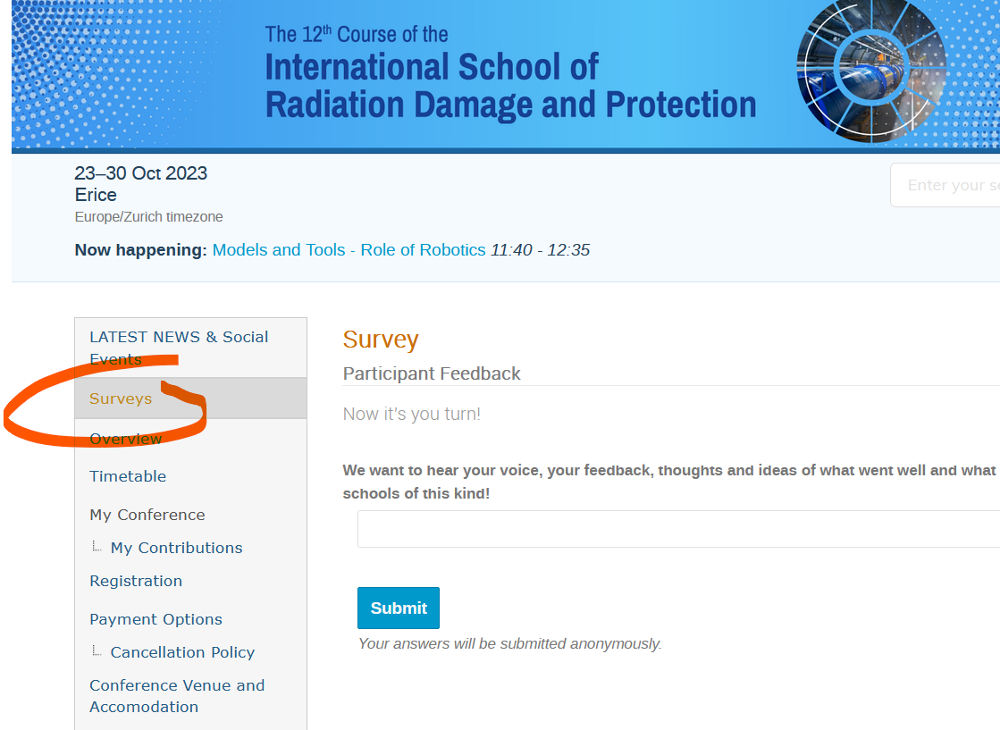 The 12th Course of the
International School of
Radiation Damage and Protection
23–30 Oct 2023
Erice
Europe/Zurich timezone
Enter your se
Now happening: Models and Tools - Role of Robotics 11:40 - 12:35
LATEST NEWS & Social
Events
Surveys
Overview
Timetable
My Conference
My Contributions
Registration
Payment Options
Cancellation Policy
Conference Venue and
Accomodation
Survey
Participant Feedback
Now it's you turn!
We want to hear your voice, your feedback, thoughts and ideas of what went well and what
schools of this kind!
Submit
Your answers will be submitted anonymously.